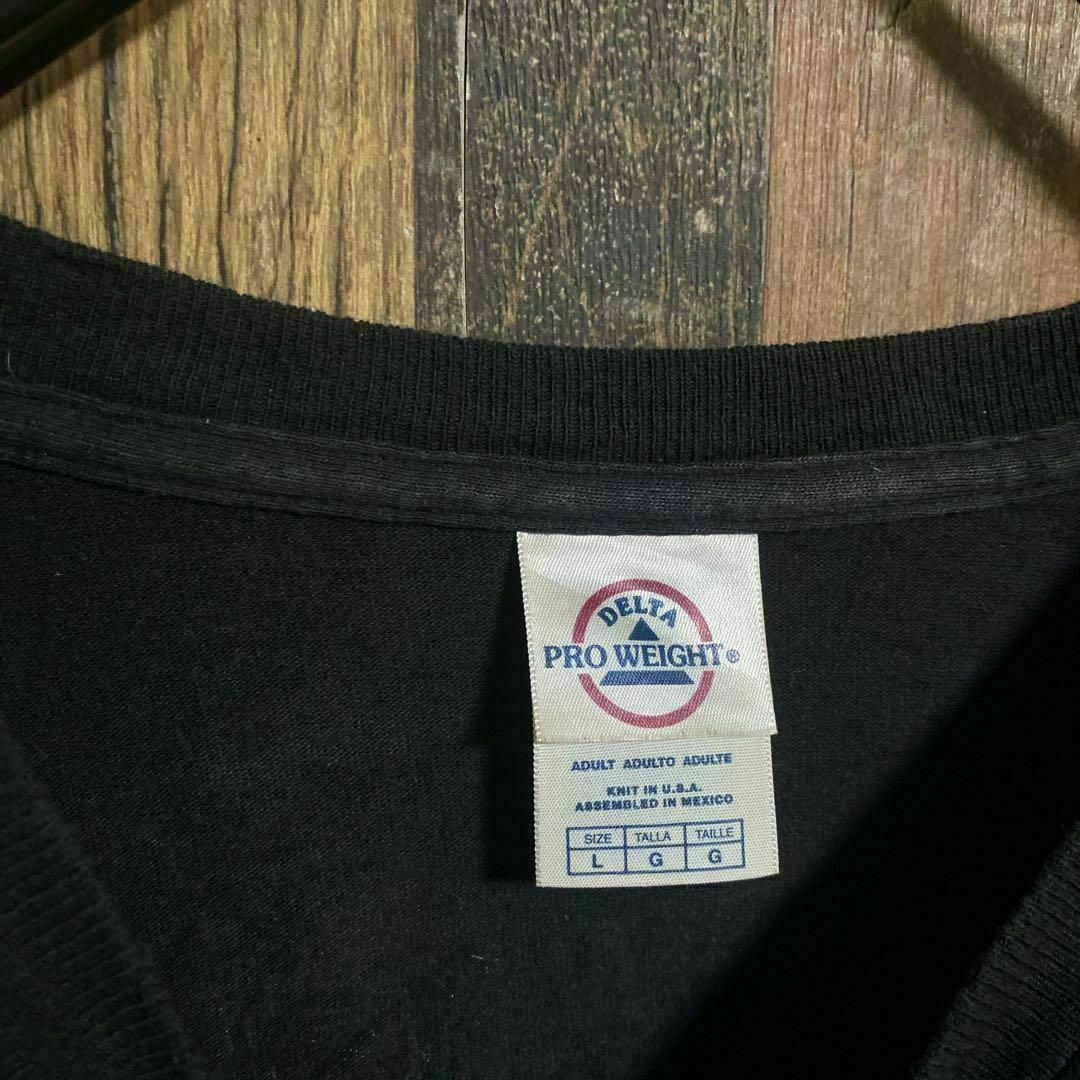 DELTA
PRO WEIGHT®
ADULT ADULTO ADULTE
KNIT IN U.S.A.
ASSEMBLED IN MEXICO
SIZE TALLA TAILLE
L G G